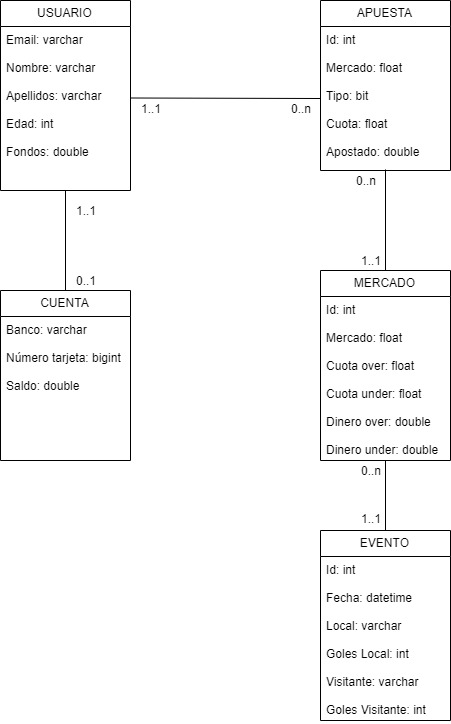 USUARIO
Email: varchar
Nombre: varchar
Apellidos: varchar
Edad: int
Fondos: double
1..1
0..n
APUESTA
Id: int
Mercado: float
Tipo: bit
Cuota: float
Apostado: double
1..1
0..1
CUENTA
Banco: varchar
Número tarjeta: bigint
Saldo: double
0..n
1..1
MERCADO
Id: int
Mercado: float
Cuota over: float
Cuota under: float
Dinero over: double
Dinero under: double
0..n
1..1
EVENTO
Id: int
Fecha: datetime
Local: varchar
Goles Local: int
Visitante: varchar
Goles Visitante: int